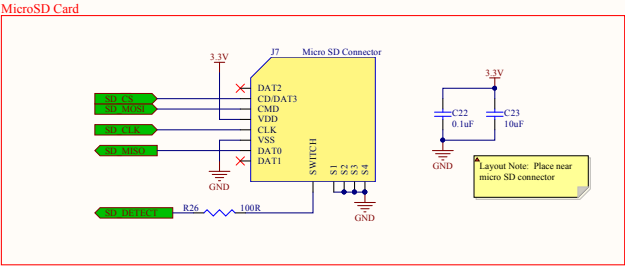 MicroSD Card
J7 Micro SD Connector
3.3V
DAT2
SD_CS CD/DAT3
SD_MOSI CMD
VDD
SD_CLK CLK
VSS
SD_MISO DAT0
DAT1
GND
SWITCH
S1
S2
S3
S4
SD_DETECT R26 100R
GND
3.3V
C22 C23
0.1uF 10uF
GND
Layout Note: Place near
micro SD connector